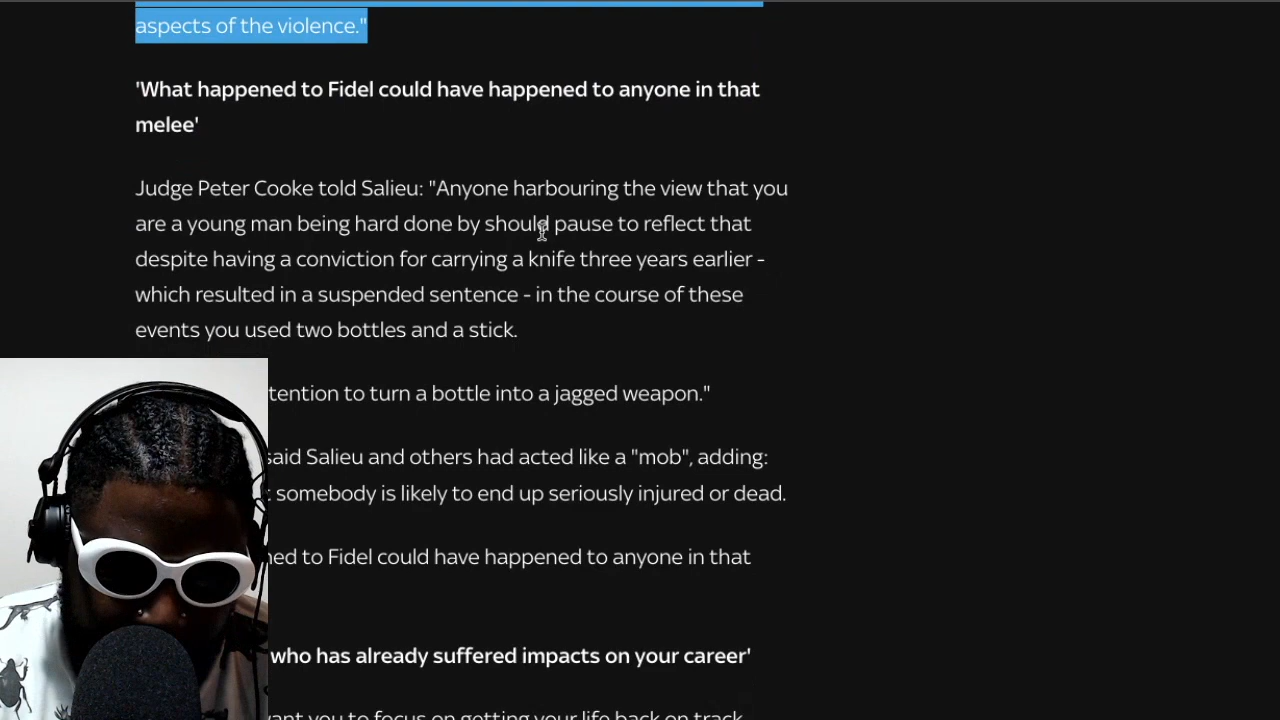 aspects of the violence."
'What happened to Fidel could have happened to anyone in that
melee'
Judge Peter Cooke told Salieu: "Anyone harbouring the view that you
are a young man being hard done by should pause to reflect that
despite having a conviction for carrying a knife three years earlier -
which resulted in a suspended sentence - in the course of these
events you used two bottles and a stick.
tention to turn a bottle into a jagged weapon."
said Salieu and others had acted like a "mob", adding:
somebody is likely to end up seriously injured or dead.
ned to Fidel could have happened to anyone in that
who has already suffered impacts on your career'
want you to focus on getting your life back on track